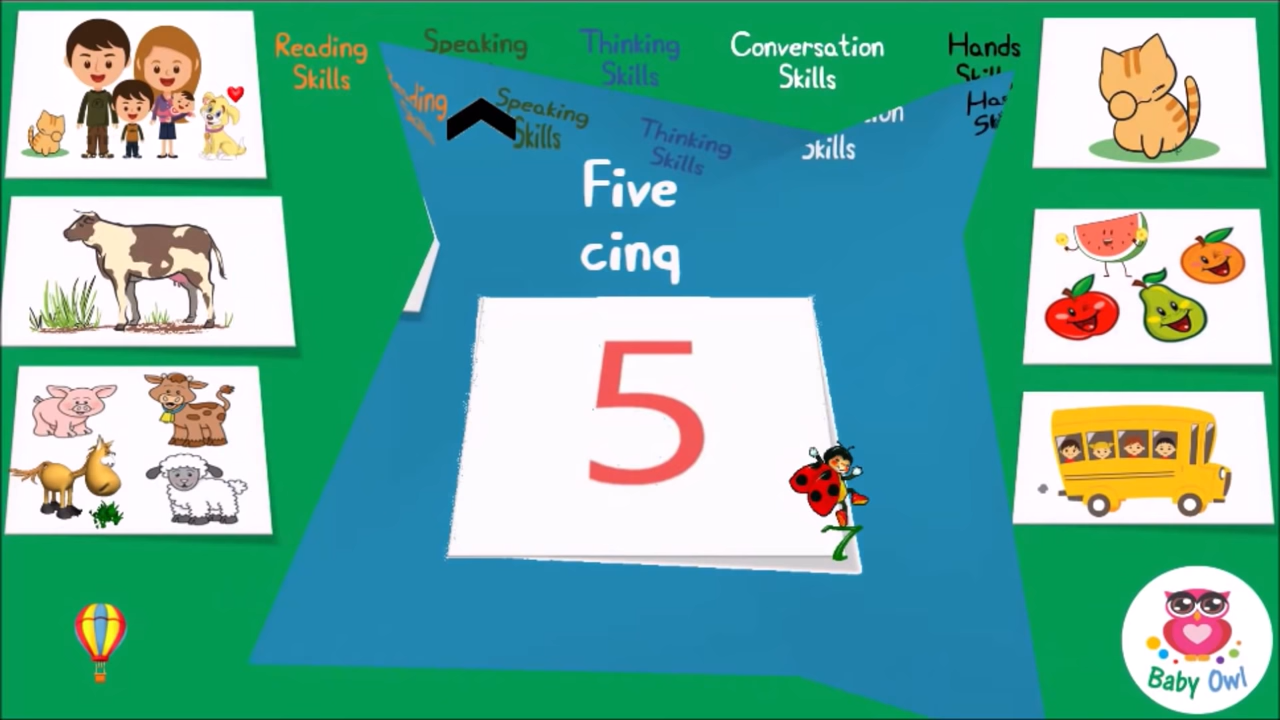 Reading
Skills
Speaking
Thinking
Skills
Conversation
Skills
Hands
Speaking
Skills
Thinking
Skills
Skills
Five
cinq
5
7
Baby Owl